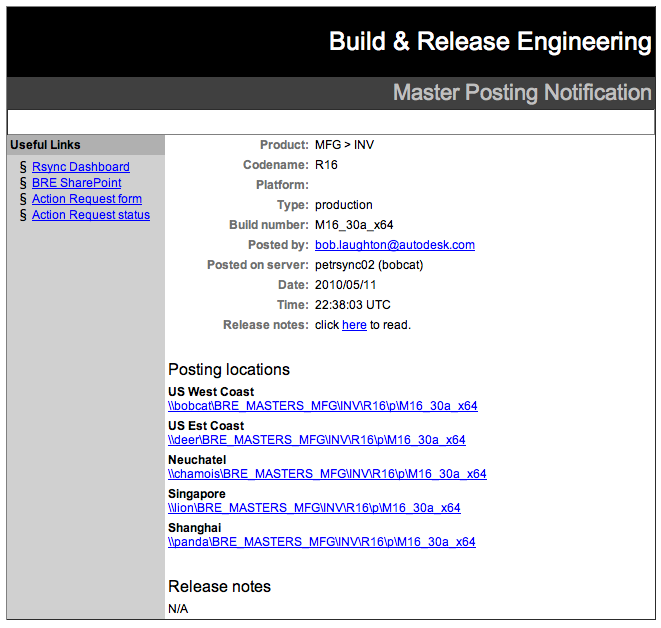 Build & Release Engineering
Master Posting Notification
Useful Links
§ Rsync Dashboard
§ BRE SharePoint
§ Action Request form
§ Action Request status
Product: MFG > INV
Codename: R16
Platform:
Type: production
Build number: M16_30a_x64
Posted by: bob.laughton@autodesk.com
Posted on server: petrsync02 (bobcat)
Date: 2010/05/11
Time: 22:38:03 UTC
Release notes: click here to read.
Posting locations
US West Coast
\\bobcat\BRE_MASTERS_MFG\INV\R16\p\M16_30a_x64
US Est Coast
\\deer\BRE_MASTERS_MFG\INV\R16\p\M16_30a_x64
Neuchatel
\\chamois\BRE_MASTERS_MFG\INV\R16\p\M16_30a_x64
Singapore
\\lion\BRE_MASTERS_MFG\INV\R16\p\M16_30a_x64
Shanghai
\\panda\BRE_MASTERS_MFG\INV\R16\p\M16_30a_x64
Release notes
N/A